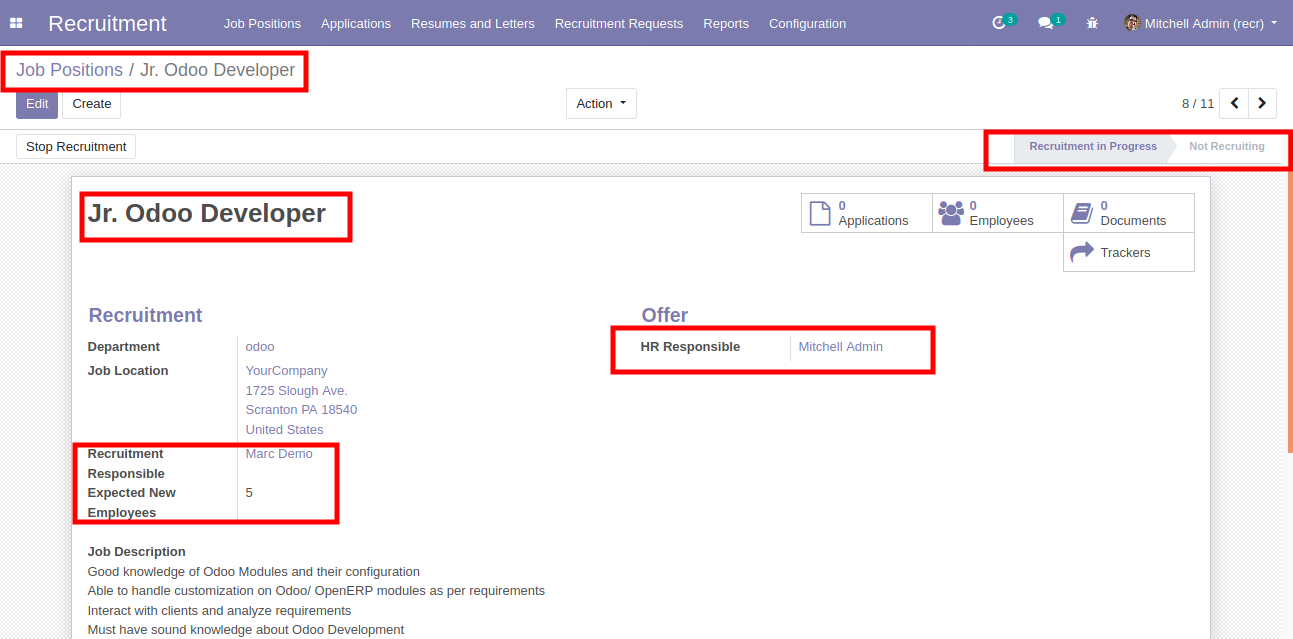 Recruitment Job Positions Applications Resumes and Letters Recruitment Requests Reports Configuration 3 1 Mitchell Admin (recr)
Job Positions / Jr. Odoo Developer
Edit Create Action 8 / 11
Stop Recruitment Recruitment in Progress Not Recruiting
Jr. Odoo Developer
0 Applications
0 Employees
0 Documents
Trackers
Recruitment
Department odoo
Job Location YourCompany
1725 Slough Ave.
Scranton PA 18540
United States
Recruitment Marc Demo
Responsible
Expected New 5
Employees
Offer
HR Responsible Mitchell Admin
Job Description
Good knowledge of Odoo Modules and their configuration
Able to handle customization on Odoo/ OpenERP modules as per requirements
Interact with clients and analyze requirements
Must have sound knowledge about Odoo Development